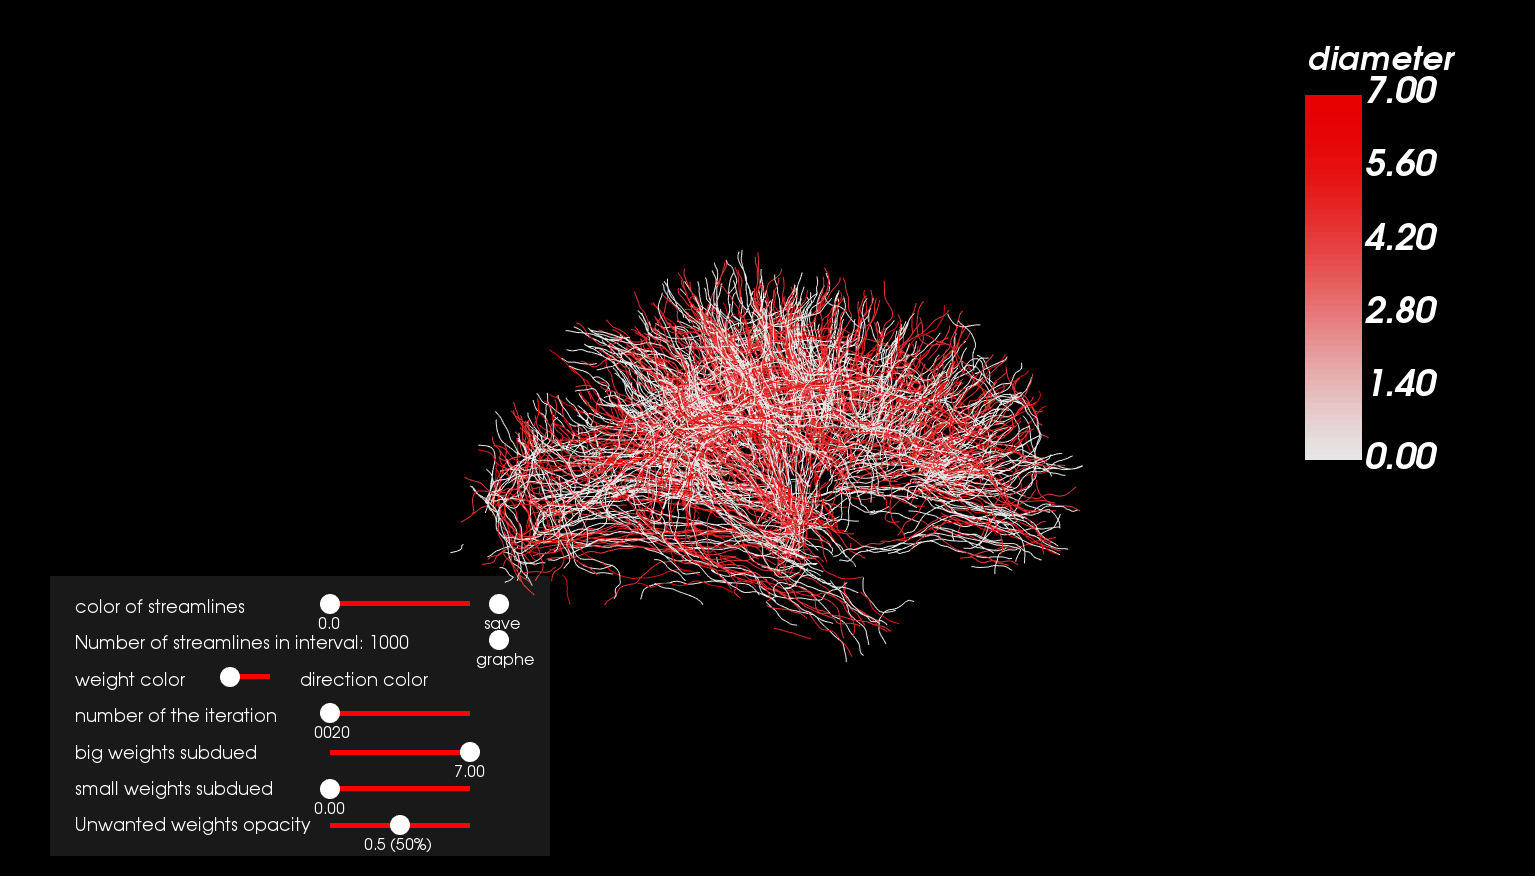 diameter
7.00
5.60
4.20
2.80
1.40
0.00
color of streamlines
0.0
save
Number of streamlines in interval: 1000
graphe
weight color direction color
number of the iteration
0020
big weights subdued
7.00
small weights subdued
0.00
Unwanted weights opacity
0.5 (50%)